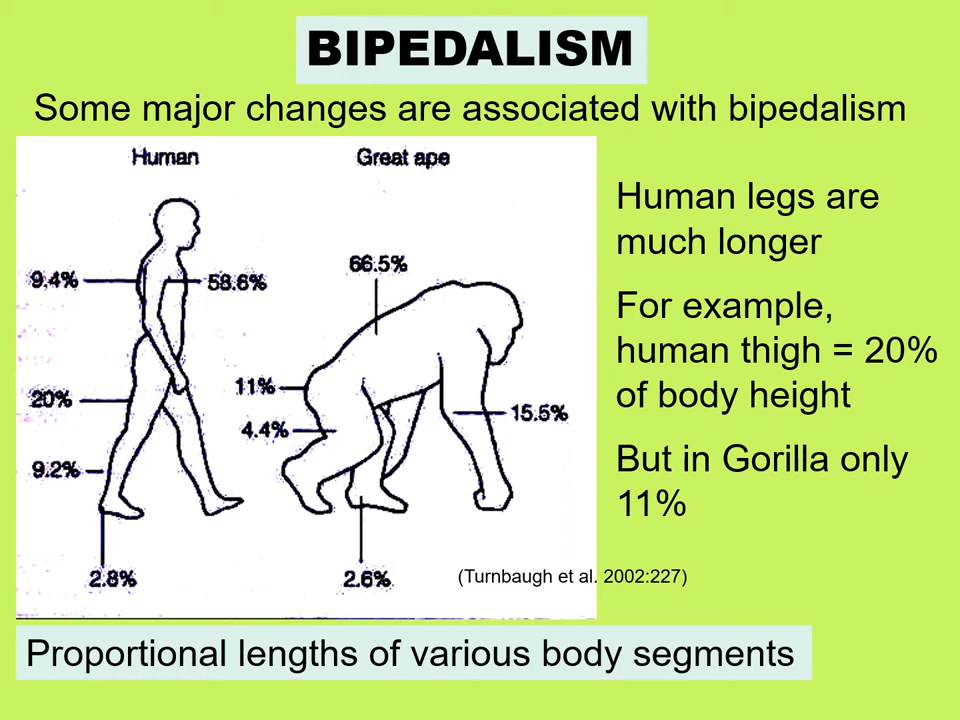 BIPEDALISM
Some major changes are associated with bipedalism
Human
Great ape
9.4%
58.6%
20%
9.2%
2.8%
66.5%
11%
4.4%
15.5%
2.6%
Human legs are
much longer
For example,
human thigh = 20%
of body height
But in Gorilla only
11%
(Turnbaugh et al. 2002:227)
Proportional lengths of various body segments